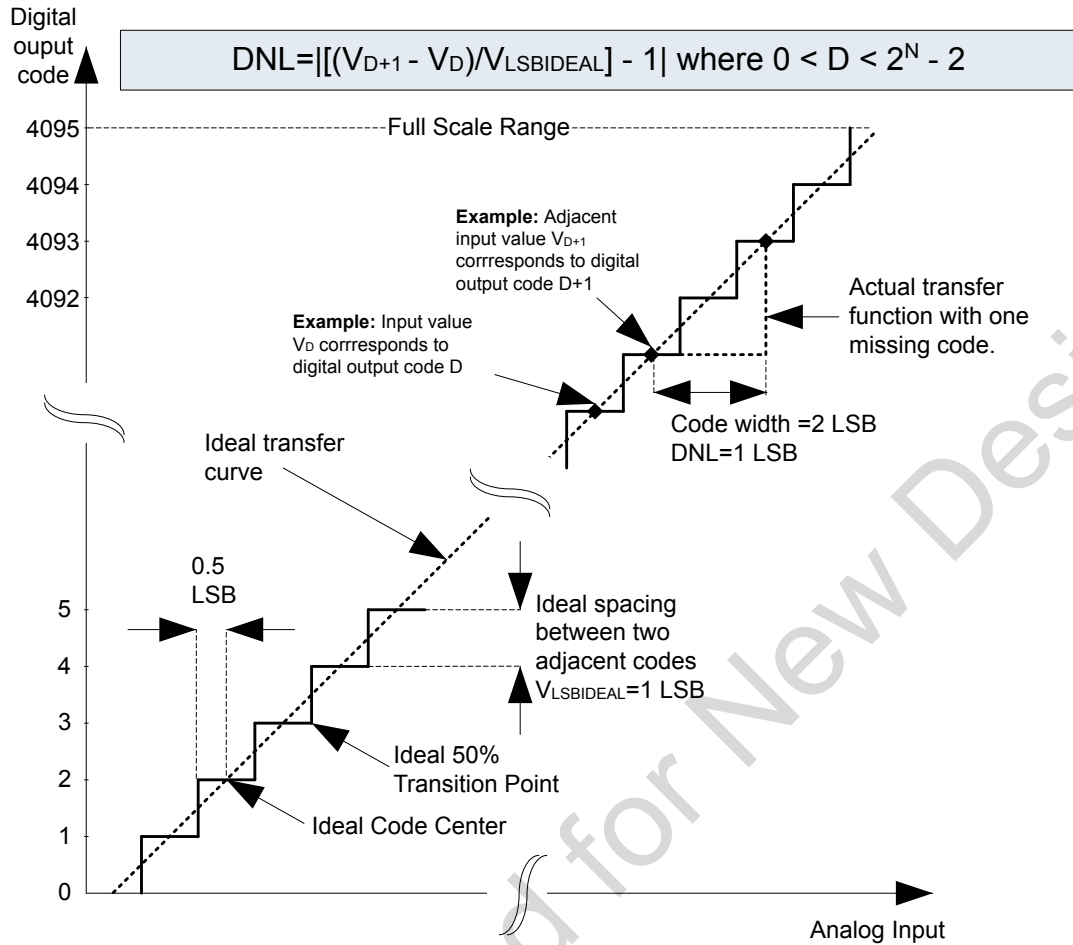 Digital
ouput
code
DNL=|[(VD+1 - VD)/VLSBIDEAL] - 1| where 0 < D < 2^N - 2
4095
Full Scale Range
4094
4093
4092
Example: Adjacent
input value VD+1
corrresponds to digital
output code D+1
Example: Input value
VD corrresponds to
digital output code D
Actual transfer
function with one
missing code.
Code width =2 LSB
DNL=1 LSB
Ideal transfer
curve
0.5
LSB
5
4
3
2
1
0
Ideal spacing
between two
adjacent codes
VLSBIDEAL=1 LSB
Ideal 50%
Transition Point
Ideal Code Center
Analog Input
d for New Desi